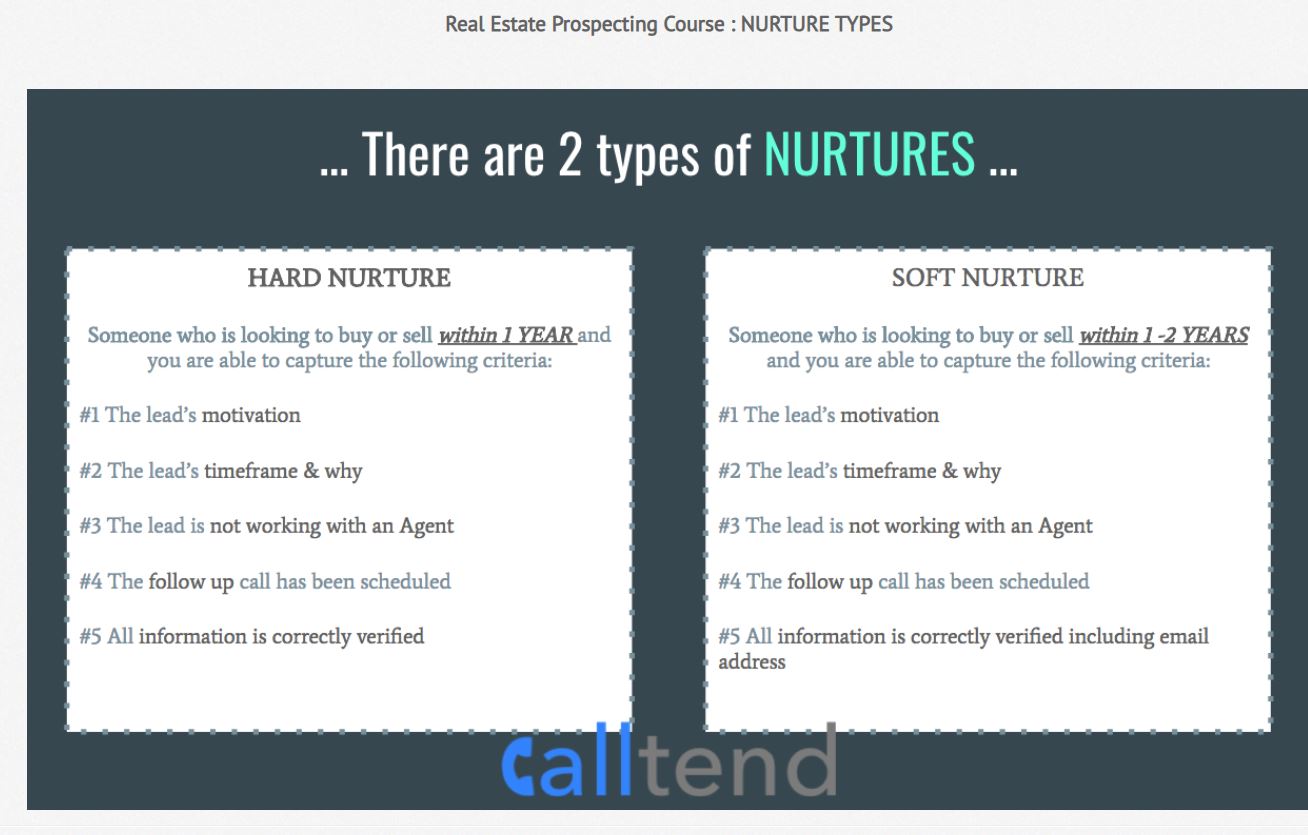 Real Estate Prospecting Course : NURTURE TYPES
... There are 2 types of NURTURES ...
HARD NURTURE
Someone who is looking to buy or sell within 1 YEAR and
you are able to capture the following criteria:
#1 The lead’s motivation
#2 The lead’s timeframe & why
#3 The lead is not working with an Agent
#4 The follow up call has been scheduled
#5 All information is correctly verified
SOFT NURTURE
Someone who is looking to buy or sell within 1 -2 YEARS
and you are able to capture the following criteria:
#1 The lead’s motivation
#2 The lead’s timeframe & why
#3 The lead is not working with an Agent
#4 The follow up call has been scheduled
#5 All information is correctly verified including email
address
calltend